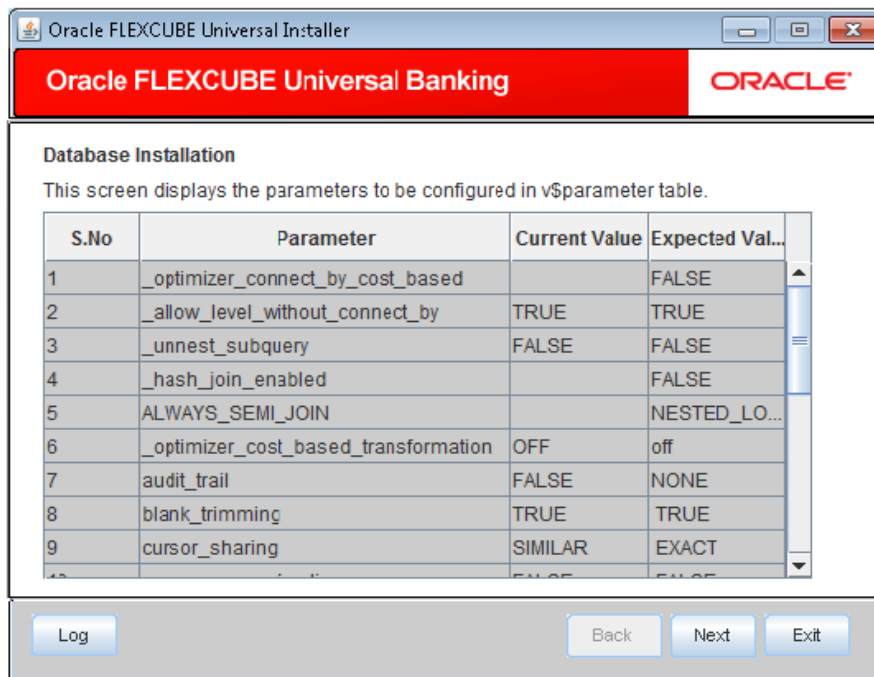 Oracle FLEXCUBE Universal Installer
Oracle FLEXCUBE Universal Banking
ORACLE
Database Installation
This screen displays the parameters to be configured in v$parameter table.
S.No Parameter Current Value Expected Val...
1 _optimizer_connect_by_cost_based FALSE
2 _allow_level_without_connect_by TRUE TRUE
3 _unnest_subquery FALSE FALSE
4 _hash_join_enabled FALSE
5 ALWAYS_SEMI_JOIN NESTED_LO...
6 _optimizer_cost_based_transformation OFF off
7 audit_trail FALSE NONE
8 blank_trimming TRUE TRUE
9 cursor_sharing SIMILAR EXACT
Log Back Next Exit